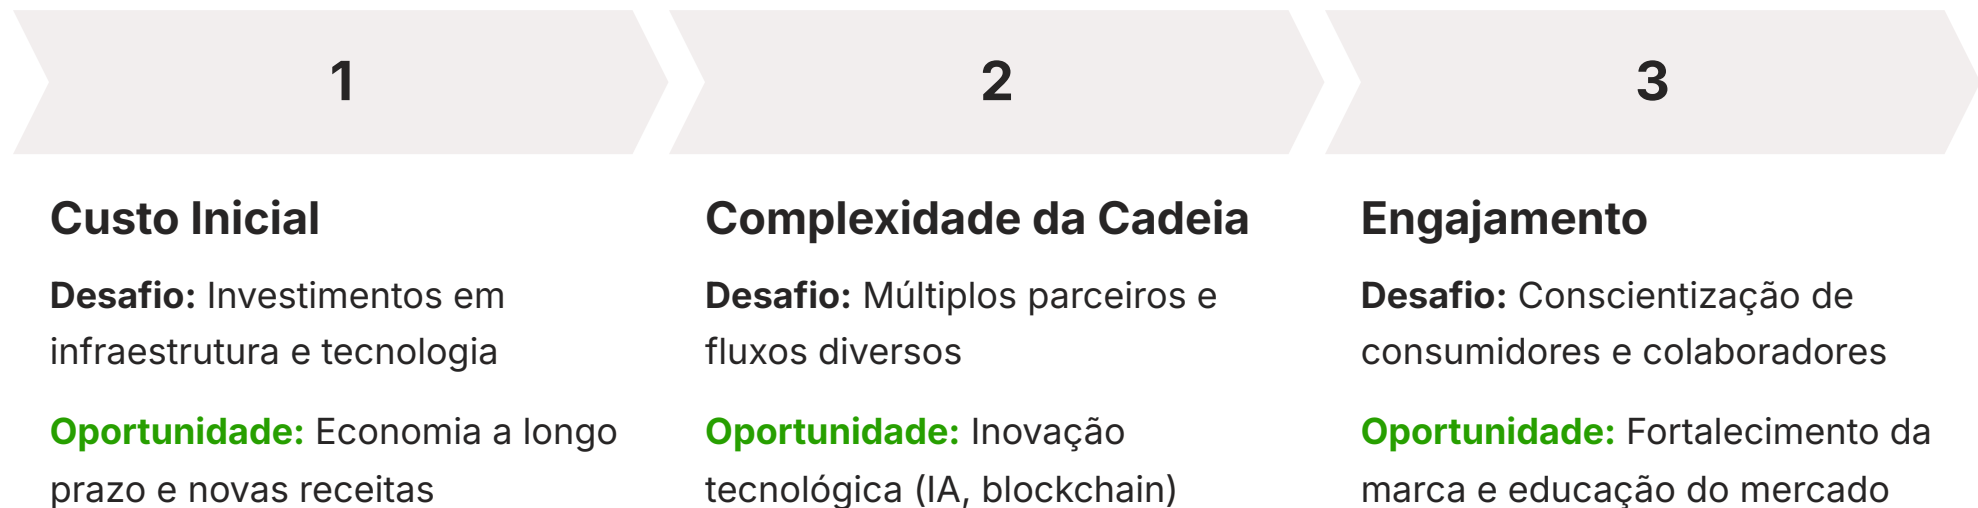 1
Custo Inicial
Desafio: Investimentos em
infraestrutura e tecnologia
Oportunidade: Economia a longo
prazo e novas receitas
2
Complexidade da Cadeia
Desafio: Múltiplos parceiros e
fluxos diversos
Oportunidade: Inovação
tecnológica (IA, blockchain)
3
Engajamento
Desafio: Conscientização de
consumidores e colaboradores
Oportunidade: Fortalecimento da
marca e educação do mercado